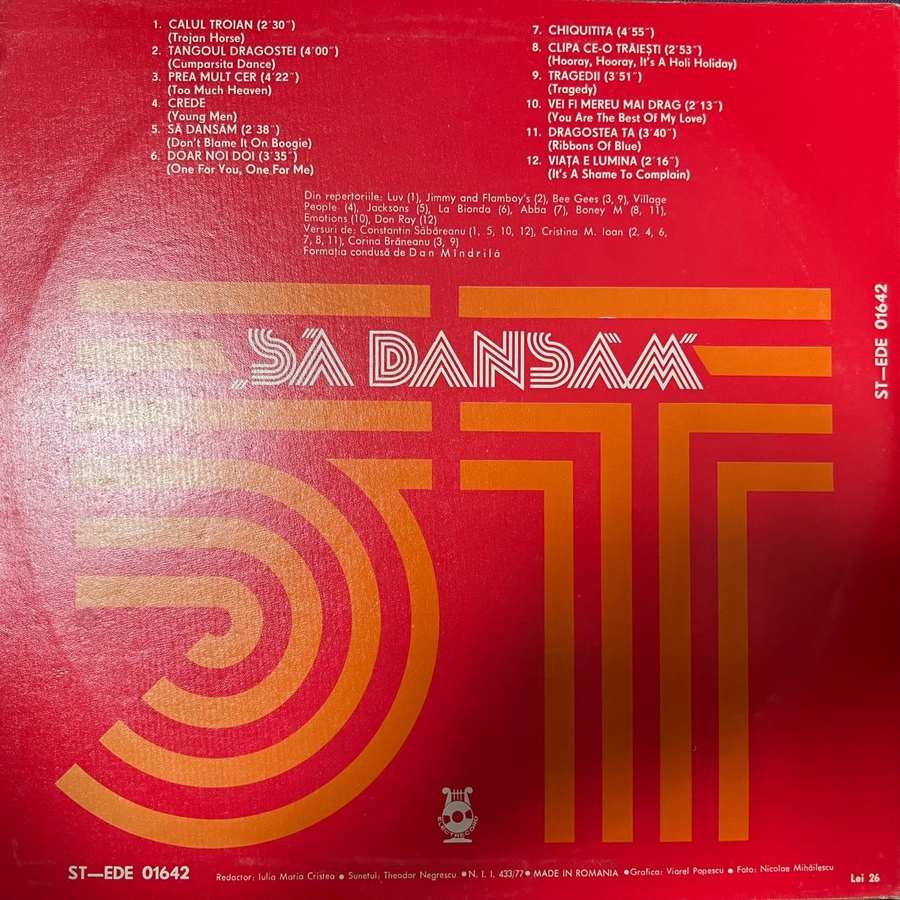 1. CALUL TROIAN (2´30˝)
(Trojan Horse)
2. TANGOUL DRAGOSTEI (4´00˝)
(Cumparsita Dance)
3. PREA MULT CER (4´22˝)
(Too Much Heaven)
4. CREDE
(Young Men)
5. SĂ DANSĂM (2´38˝)
(Don't Blame It On Boogie)
6. DOAR NOI DOI (3´35˝)
(One For You, One For Me)
7. CHIQUITITA (4´55˝)
8. CLIPA CE-O TRĂIEȘTI (2´53˝)
(Hooray, Hooray, It's A Holi Holiday)
9. TRAGEDII (3´51˝)
(Tragedy)
10. VEI FI MEREU MAI DRAG (2´13˝)
(You Are The Best Of My Love)
11. DRAGOSTEA TA (3´40˝)
(Ribbons Of Blue)
12. VIAȚA E LUMINA (2´16˝)
(It's A Shame To Complain)
Din repertoriile: Luv (1), Jimmy and Flamboy's (2), Bee Gees (3, 9), Village
People (4), Jacksons (5), La Bionda (6), Abba (7), Boney M (8, 11),
Emotions (10), Don Ray (12)
Versuri de: Constantin Săbăreanu (1, 5, 10, 12), Cristina M. Ioan (2, 4, 6,
7, 8, 11), Corina Brăneanu (3, 9)
Formația condusă de Dan Mîndrilă
ST—EDE 01642
„SĂ DANSĂM”
ST
ELECTRECORD
ST—EDE 01642
Redactor: Iulia Maria Cristea ● Sunetul: Theodor Negrescu ● N. I. I. 433/77 ● MADE IN ROMANIA ● Grafica: Viorel Popescu ● Foto: Nicolae Mihăilescu
Lei 26